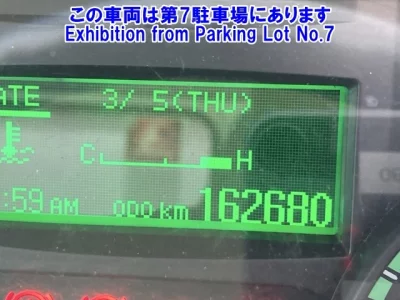 この車両は第7駐車場にあります
Exhibition from Parking Lot No.7
ATE 3/ 5(THU)
C H
:59 AM ODO km 162680